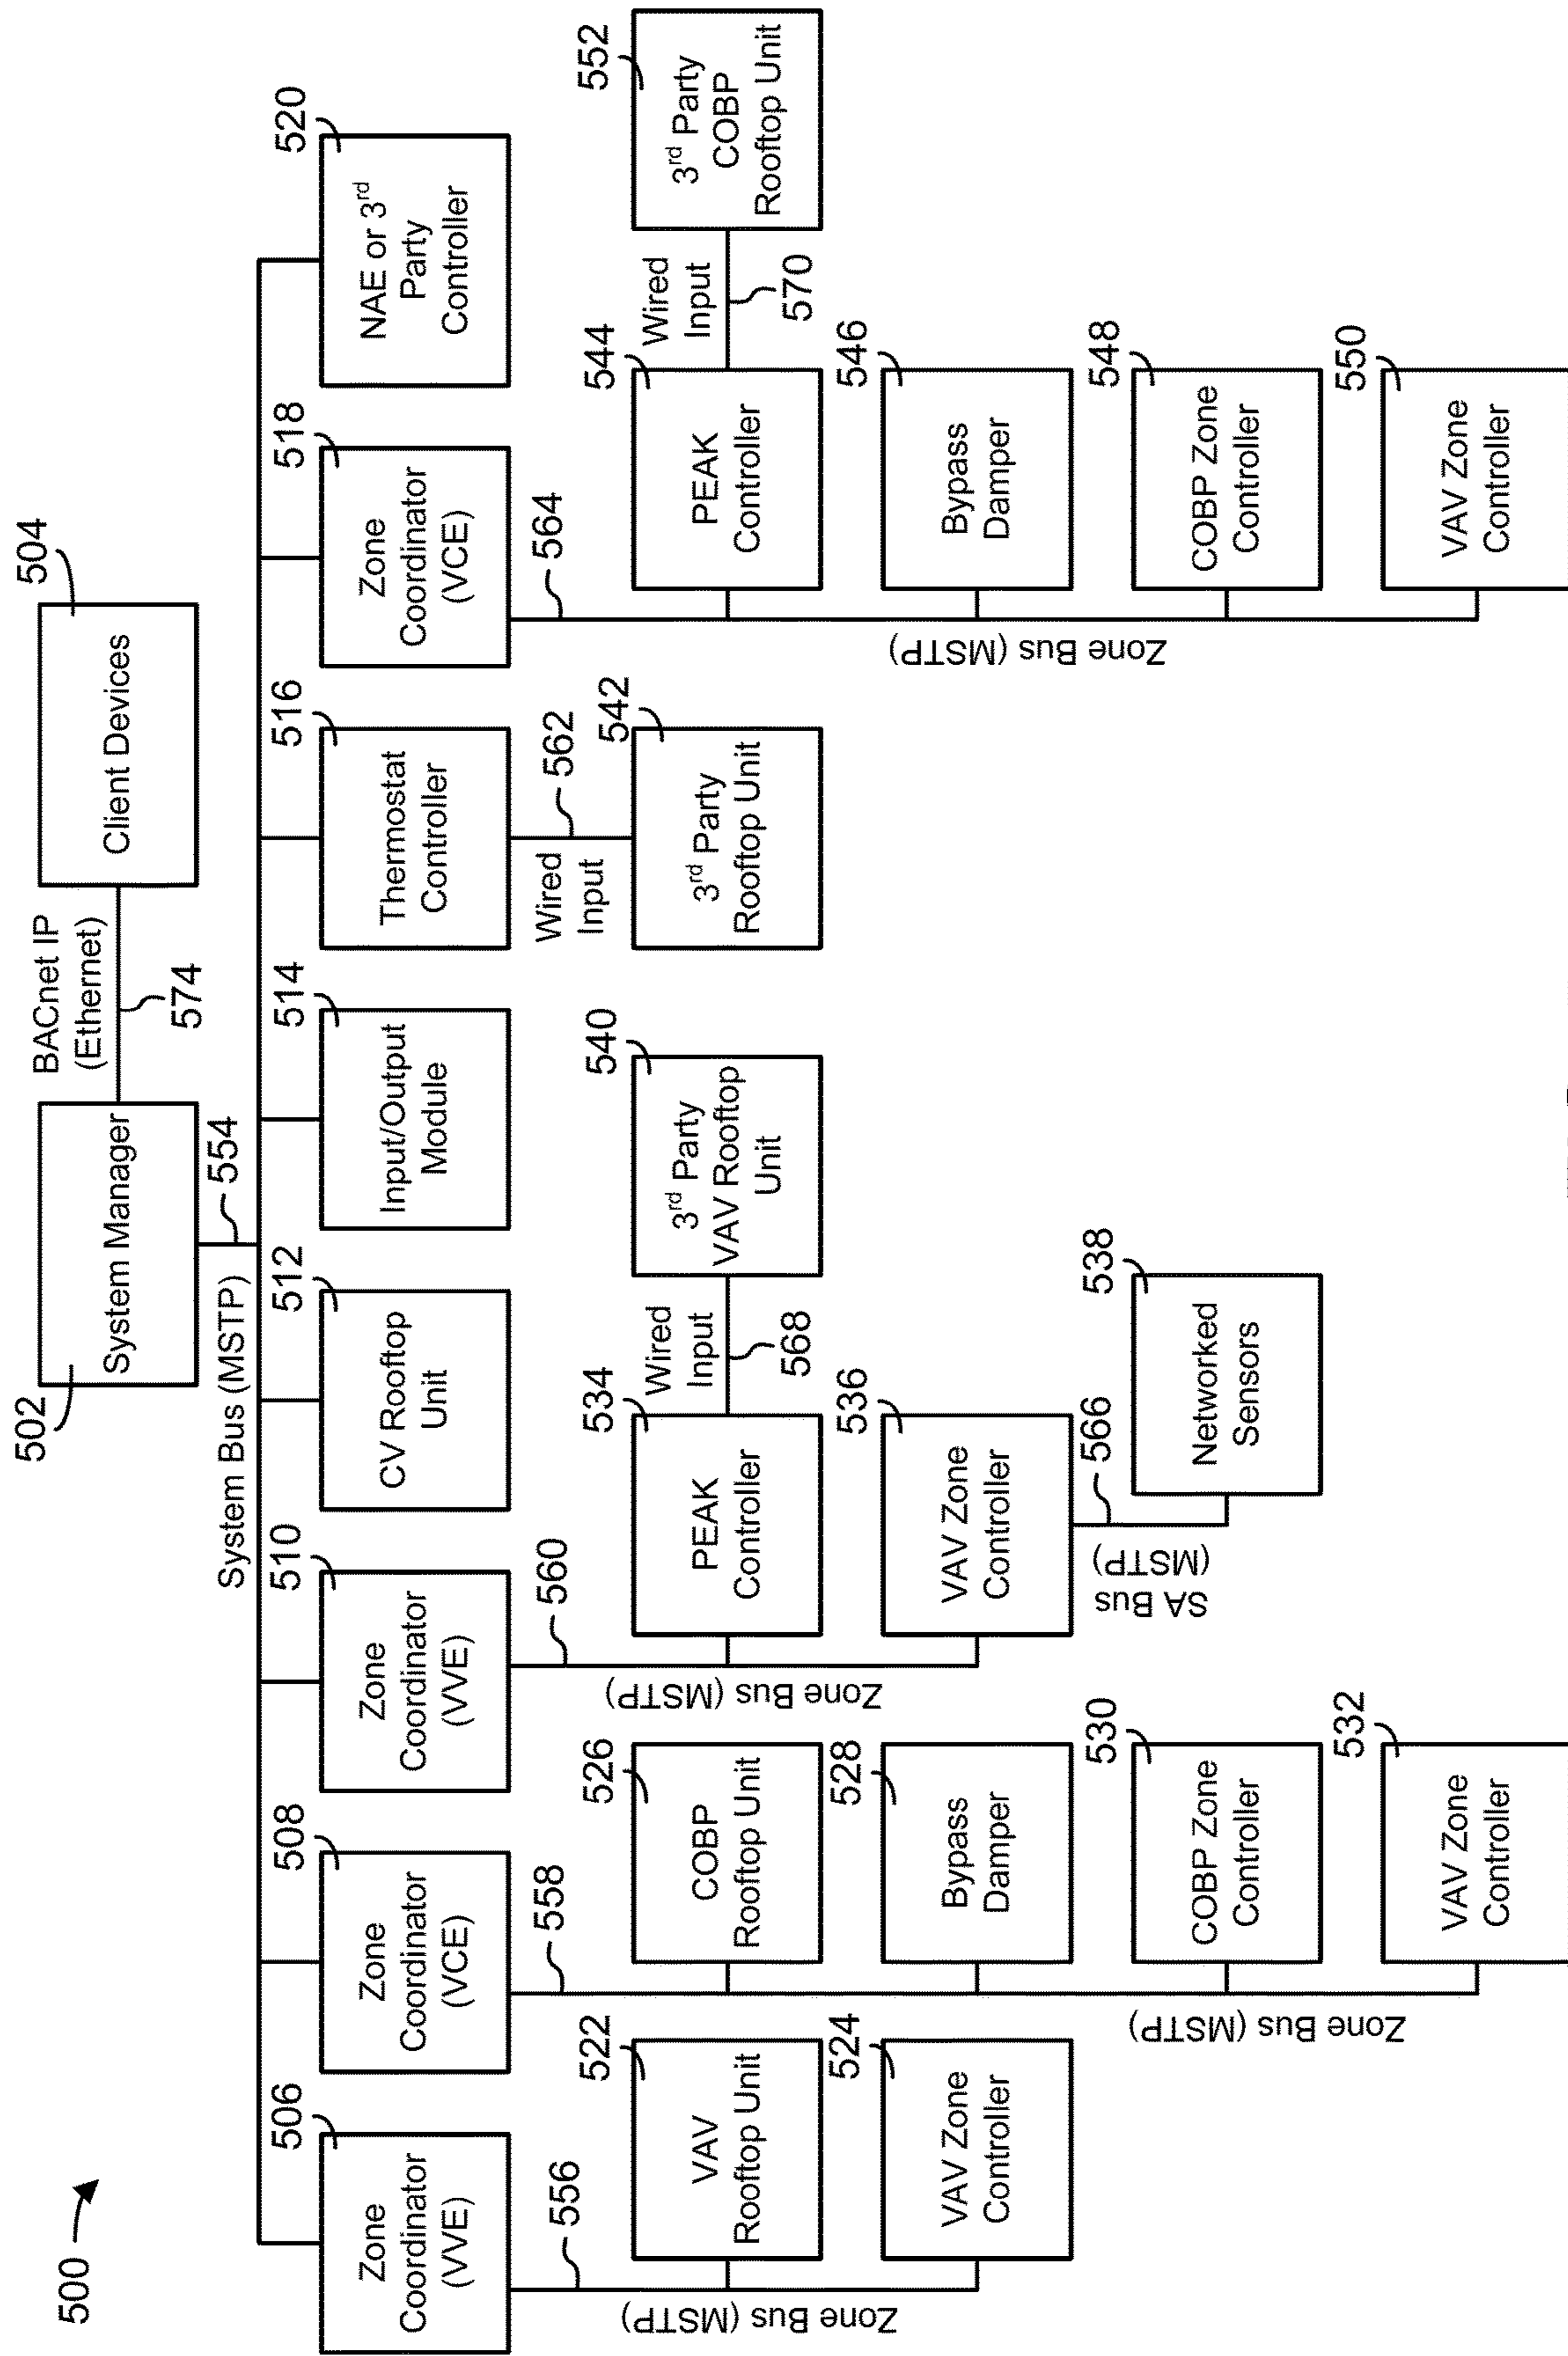 500
502
System Manager
BACnet IP
(Ethernet)
574
504
Client Devices
System Bus (MSTP)
554
506
Zone
Coordinator
(VVE)
508
Zone
Coordinator
(VCE)
510
Zone
Coordinator
(VVE)
512
CV Rooftop
Unit
514
Input/Output
Module
516
Thermostat
Controller
518
Zone
Coordinator
(VCE)
520
NAE or 3rd
Party
Controller
556
Zone Bus (MSTP)
522
VAV
Rooftop Unit
524
VAV Zone
Controller
558
Zone Bus (MSTP)
526
COBP
Rooftop Unit
528
Bypass
Damper
530
COBP Zone
Controller
532
VAV Zone
Controller
560
Zone Bus (MSTP)
534
PEAK
Controller
Wired
Input
568
540
3rd Party
VAV Rooftop
Unit
536
VAV Zone
Controller
566
SA Bus
(MSTP)
538
Networked
Sensors
Wired
Input
562
542
3rd Party
Rooftop Unit
564
Zone Bus (MSTP)
544
PEAK
Controller
Wired
Input
570
552
3rd Party
COBP
Rooftop Unit
546
Bypass
Damper
548
COBP Zone
Controller
550
VAV Zone
Controller